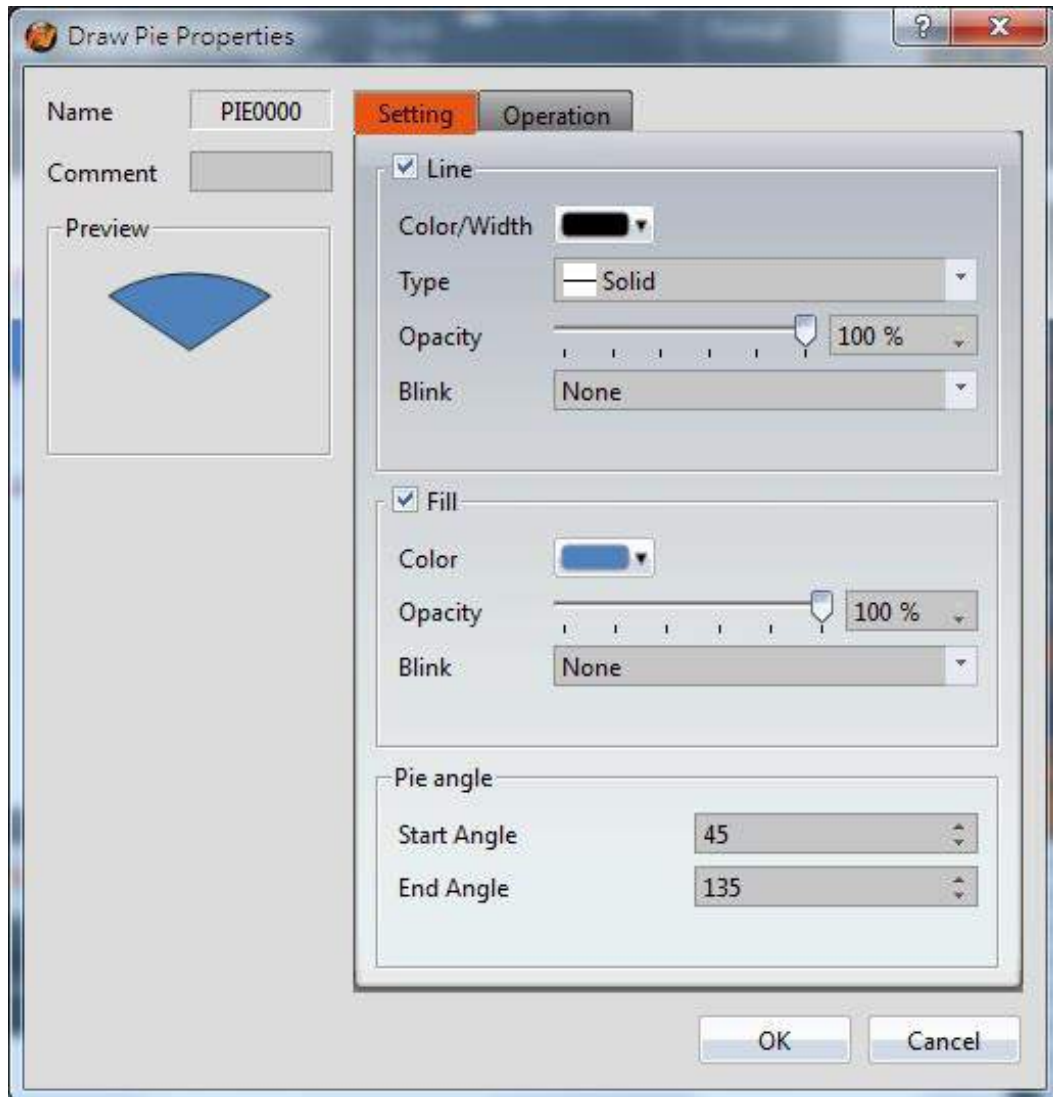 Draw Pie Properties
Name PIE0000
Comment
Preview
Setting Operation
Line
Color/Width
Type Solid
Opacity 100 %
Blink None
Fill
Color
Opacity 100 %
Blink None
Pie angle
Start Angle 45
End Angle 135
OK Cancel